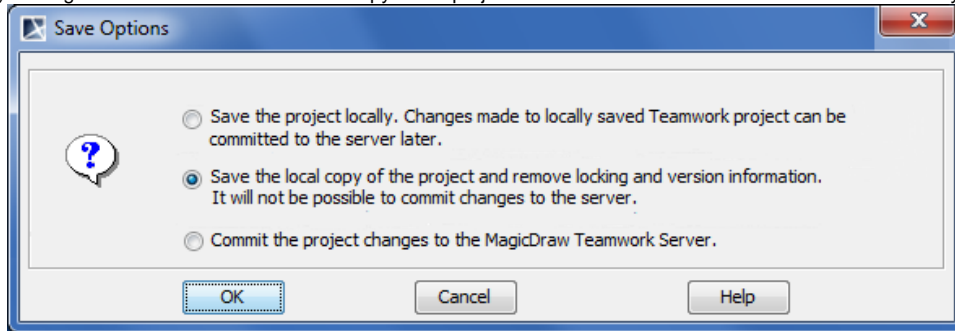 Save Options
Save the project locally. Changes made to locally saved Teamwork project can be
committed to the server later.
Save the local copy of the project and remove locking and version information.
It will not be possible to commit changes to the server.
Commit the project changes to the MagicDraw Teamwork Server.
OK Cancel Help